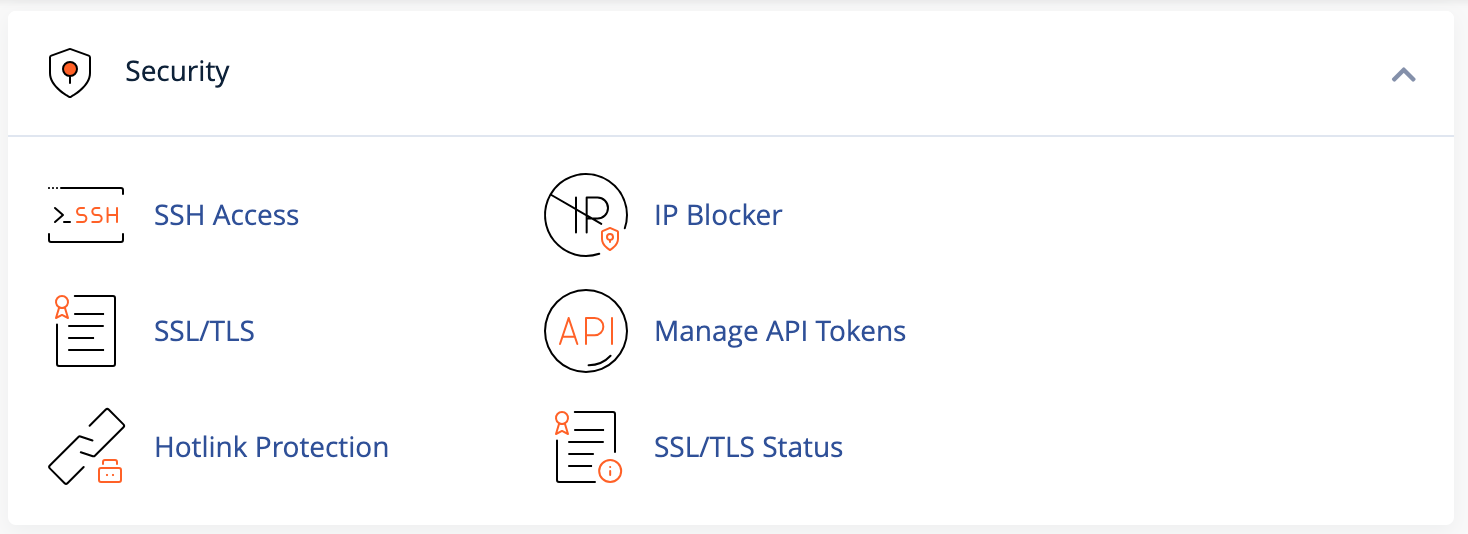 Security
>_SSH SSH Access
IP IP Blocker
SSL/TLS
API Manage API Tokens
Hotlink Protection
SSL/TLS Status